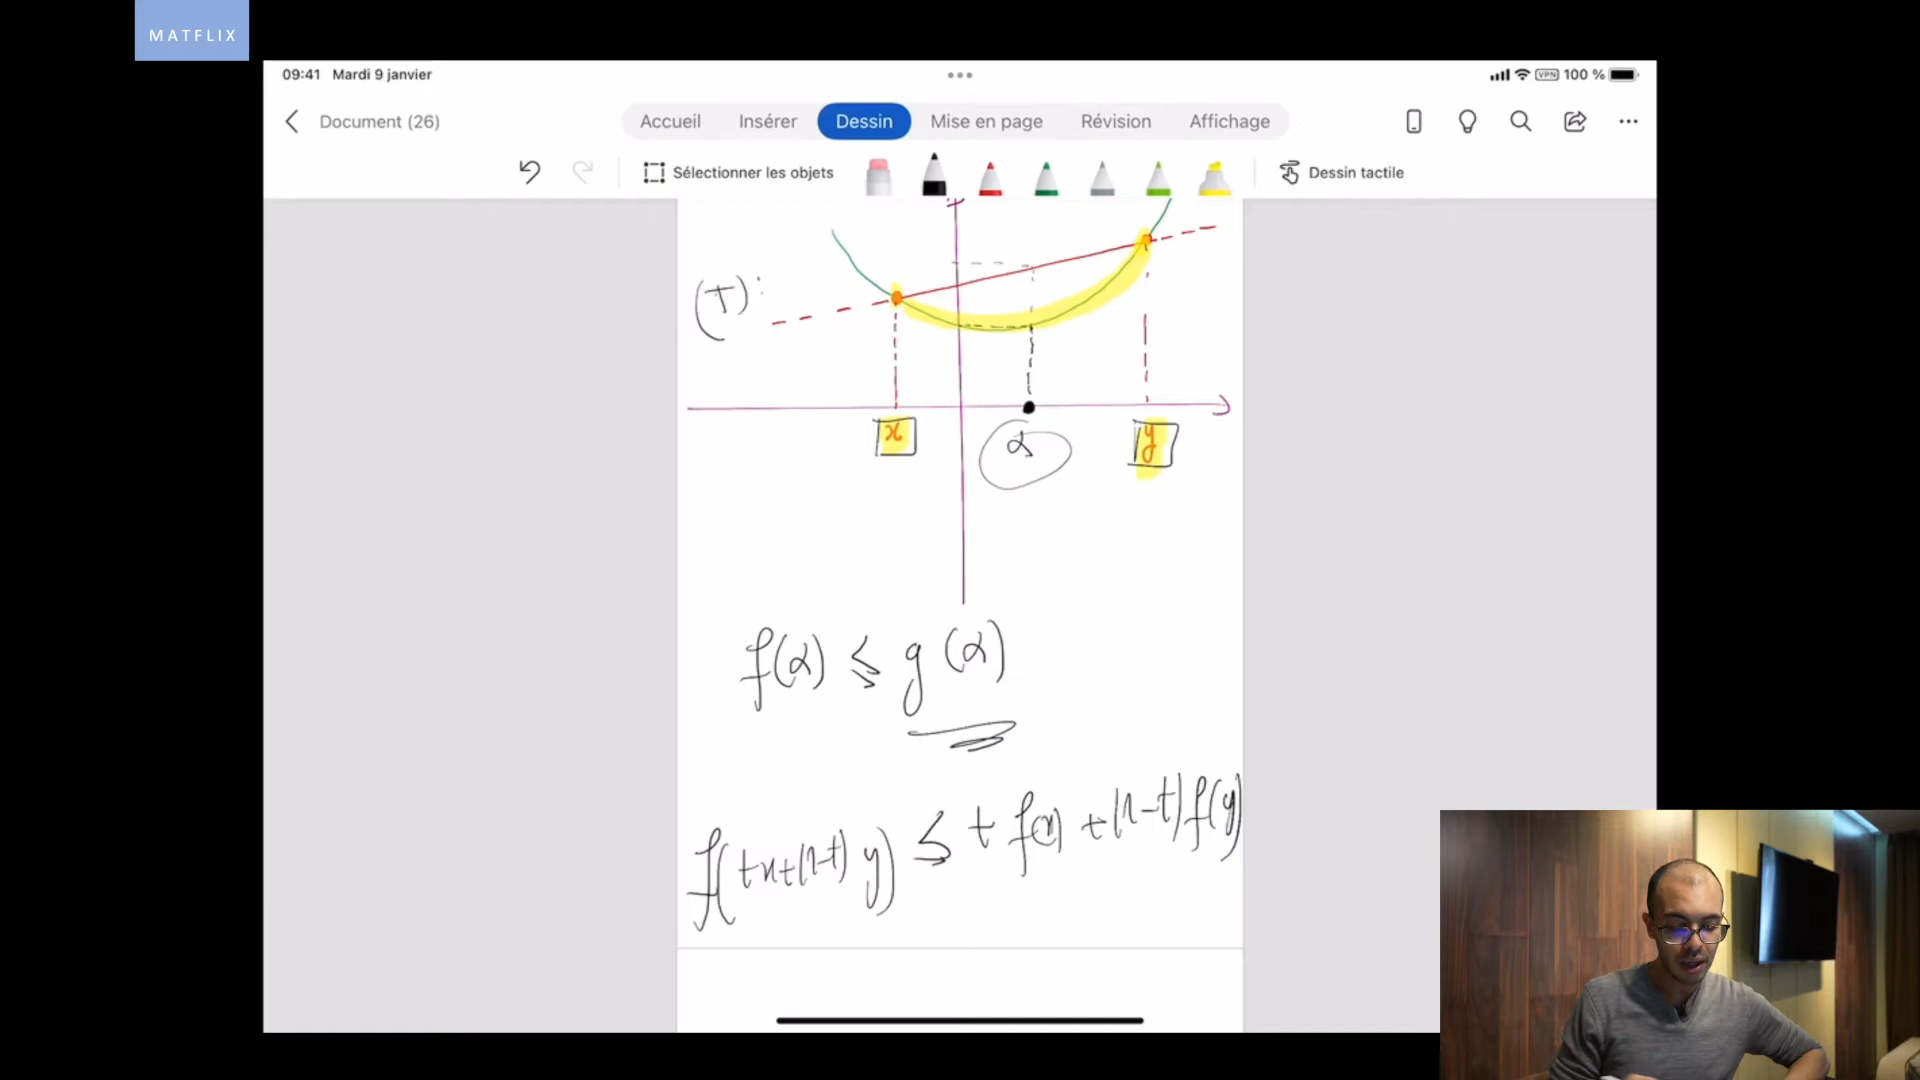 MATFLIX
09:41 Mardi 9 janvier
VPN 100 %
Document (26)
Accueil Insérer Dessin Mise en page Révision Affichage
Sélectionner les objets
Dessin tactile
(T):
x α y
f(α) ≤ g(α)
f(tx+(1-t)y) ≤ t f(x) + (1-t)f(y)